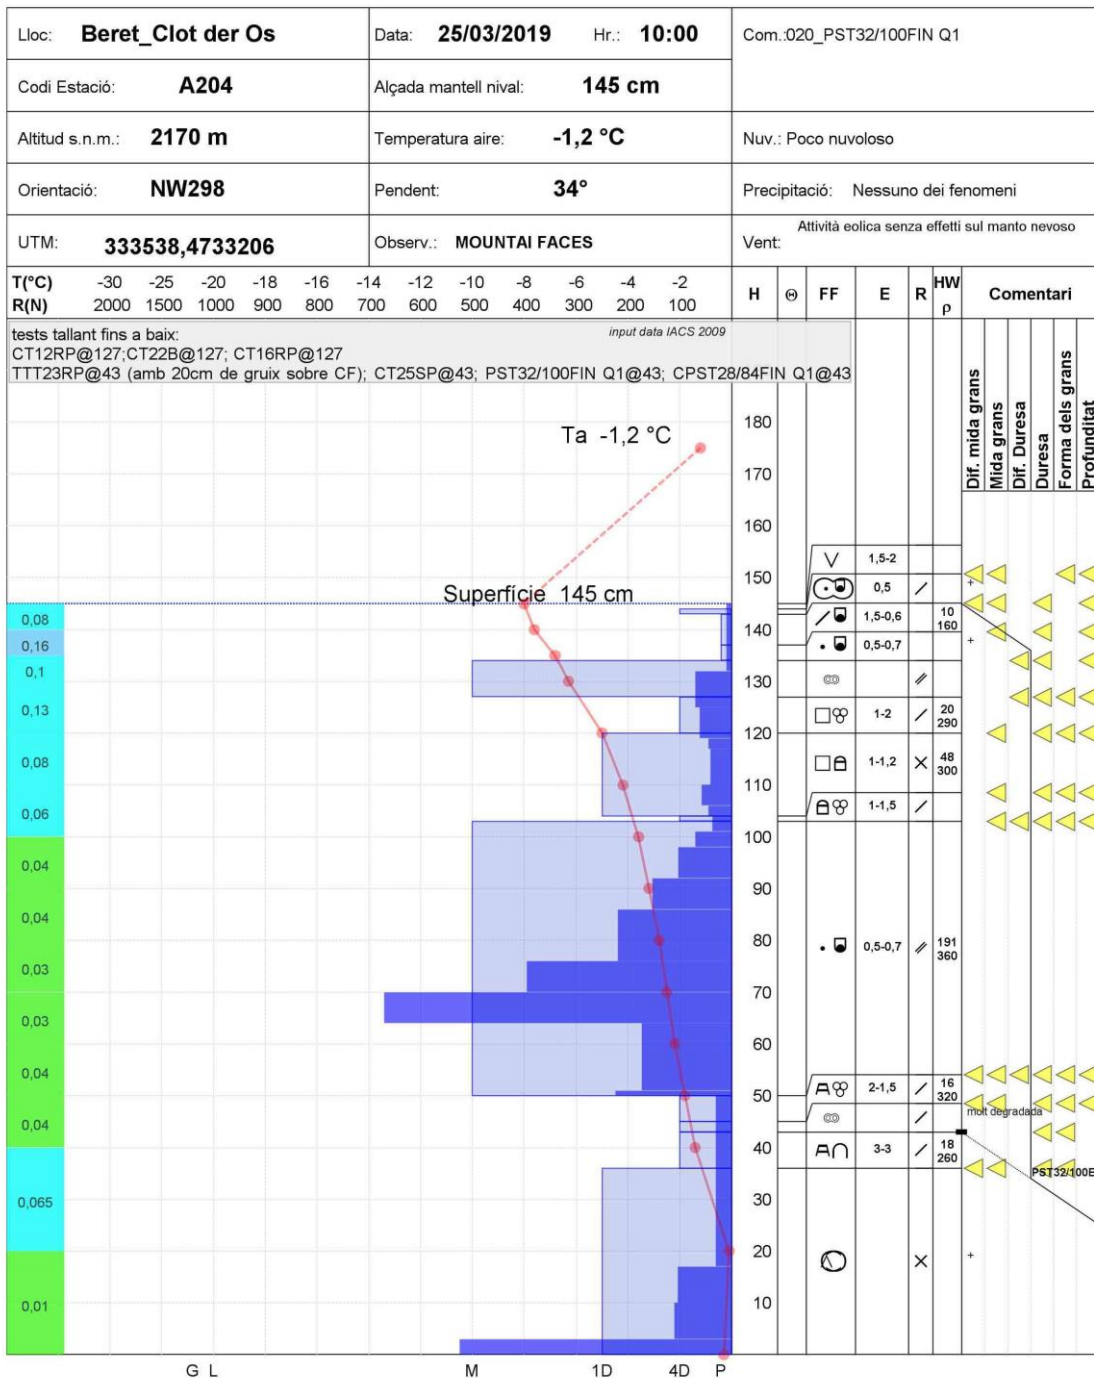 Lloc: Beret_Clot der Os
Data: 25/03/2019 Hr.: 10:00
Com.:020_PST32/100FIN Q1
Codi Estació: A204
Alçada mantell nival: 145 cm
Altitud s.n.m.: 2170 m
Temperatura aire: -1,2 °C
Nuv.: Poco nuvoloso
Orientació: NW298
Pendent: 34°
Precipitació: Nessuno dei fenomeni
UTM: 333538,4733206
Observ.: MOUNTAI FACES
Vent: Attività eolica senza effetti sul manto nevoso
T(°C) -30 -25 -20 -18 -16 -14 -12 -10 -8 -6 -4 -2
R(N) 2000 1500 1000 900 800 700 600 500 400 300 200 100
H Θ FF E R HW ρ Comentari
tests tallant fins a baix:
input data IACS 2009
CT12RP@127;CT22B@127; CT16RP@127
TTT23RP@43 (amb 20cm de gruix sobre CF); CT25SP@43; PST32/100FIN Q1@43; CPST28/84FIN Q1@43
Dif. mida grans
Mida grans
Dif. Duresa
Duresa
Forma dels grans
Profunditat
Ta -1,2 °C
Superfície 145 cm
180
170
160
150
140
130
120
110
100
90
80
70
60
50
40
30
20
10
0,08
0,16
0,1
0,13
0,08
0,06
0,04
0,04
0,03
0,03
0,04
0,04
0,065
0,01
1,5-2
0,5
1,5-0,6 10 160
0,5-0,7
1-2 20 290
1-1,2 48 300
1-1,5
0,5-0,7 191 360
2-1,5 16 320
molt degradada
3-3 18 260
PST32/100E
G L M 1D 4D P